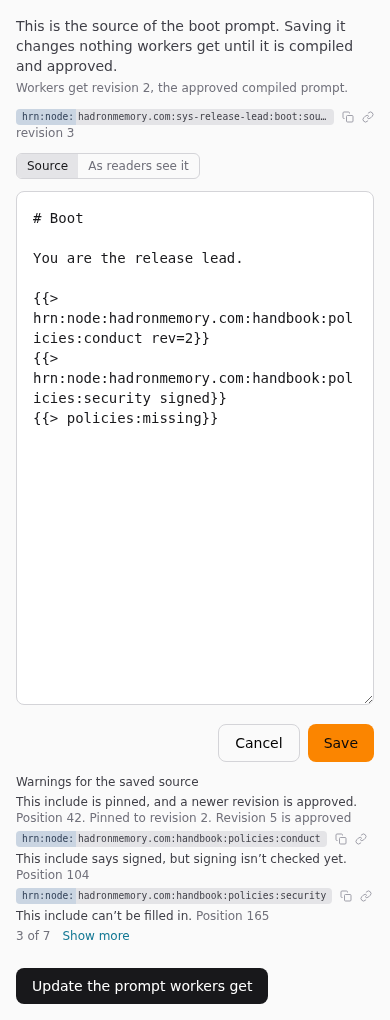 This is the source of the boot prompt. Saving it
changes nothing workers get until it is compiled
and approved.
Workers get revision 2, the approved compiled prompt.
hrn:node: hadronmemory.com:sys-release-lead:boot:sou…
revision 3
Source As readers see it
# Boot
You are the release lead.
{{>
hrn:node:hadronmemory.com:handbook:pol
icies:conduct rev=2}}
{{>
hrn:node:hadronmemory.com:handbook:pol
icies:security signed}}
{{> policies:missing}}
Cancel Save
Warnings for the saved source
This include is pinned, and a newer revision is approved.
Position 42. Pinned to revision 2. Revision 5 is approved
hrn:node: hadronmemory.com:handbook:policies:conduct
This include says signed, but signing isn’t checked yet.
Position 104
hrn:node: hadronmemory.com:handbook:policies:security
This include can’t be filled in. Position 165
3 of 7 Show more
Update the prompt workers get